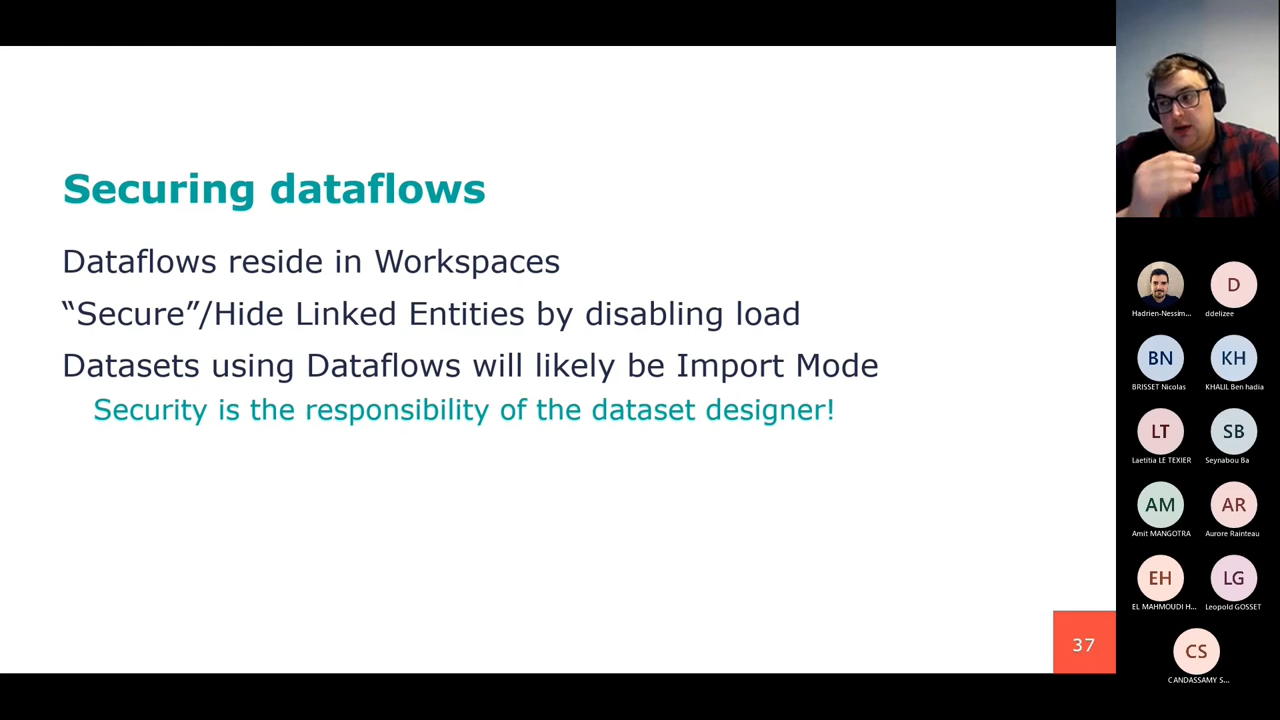 Securing dataflows
Dataflows reside in Workspaces
“Secure”/Hide Linked Entities by disabling load
Datasets using Dataflows will likely be Import Mode
Security is the responsibility of the dataset designer!
37
Hadrien-Nessim...
D
ddelizee
BN
BRISSET Nicolas
KH
KHALIL Ben hadia
LT
Laetitia LE TEXIER
SB
Seynabou Ba
AM
Amit MANGOTRA
AR
Aurore Rainteau
EH
EL MAHMOUDI H...
LG
Leopold GOSSET
CS
CANDASSAMY S...